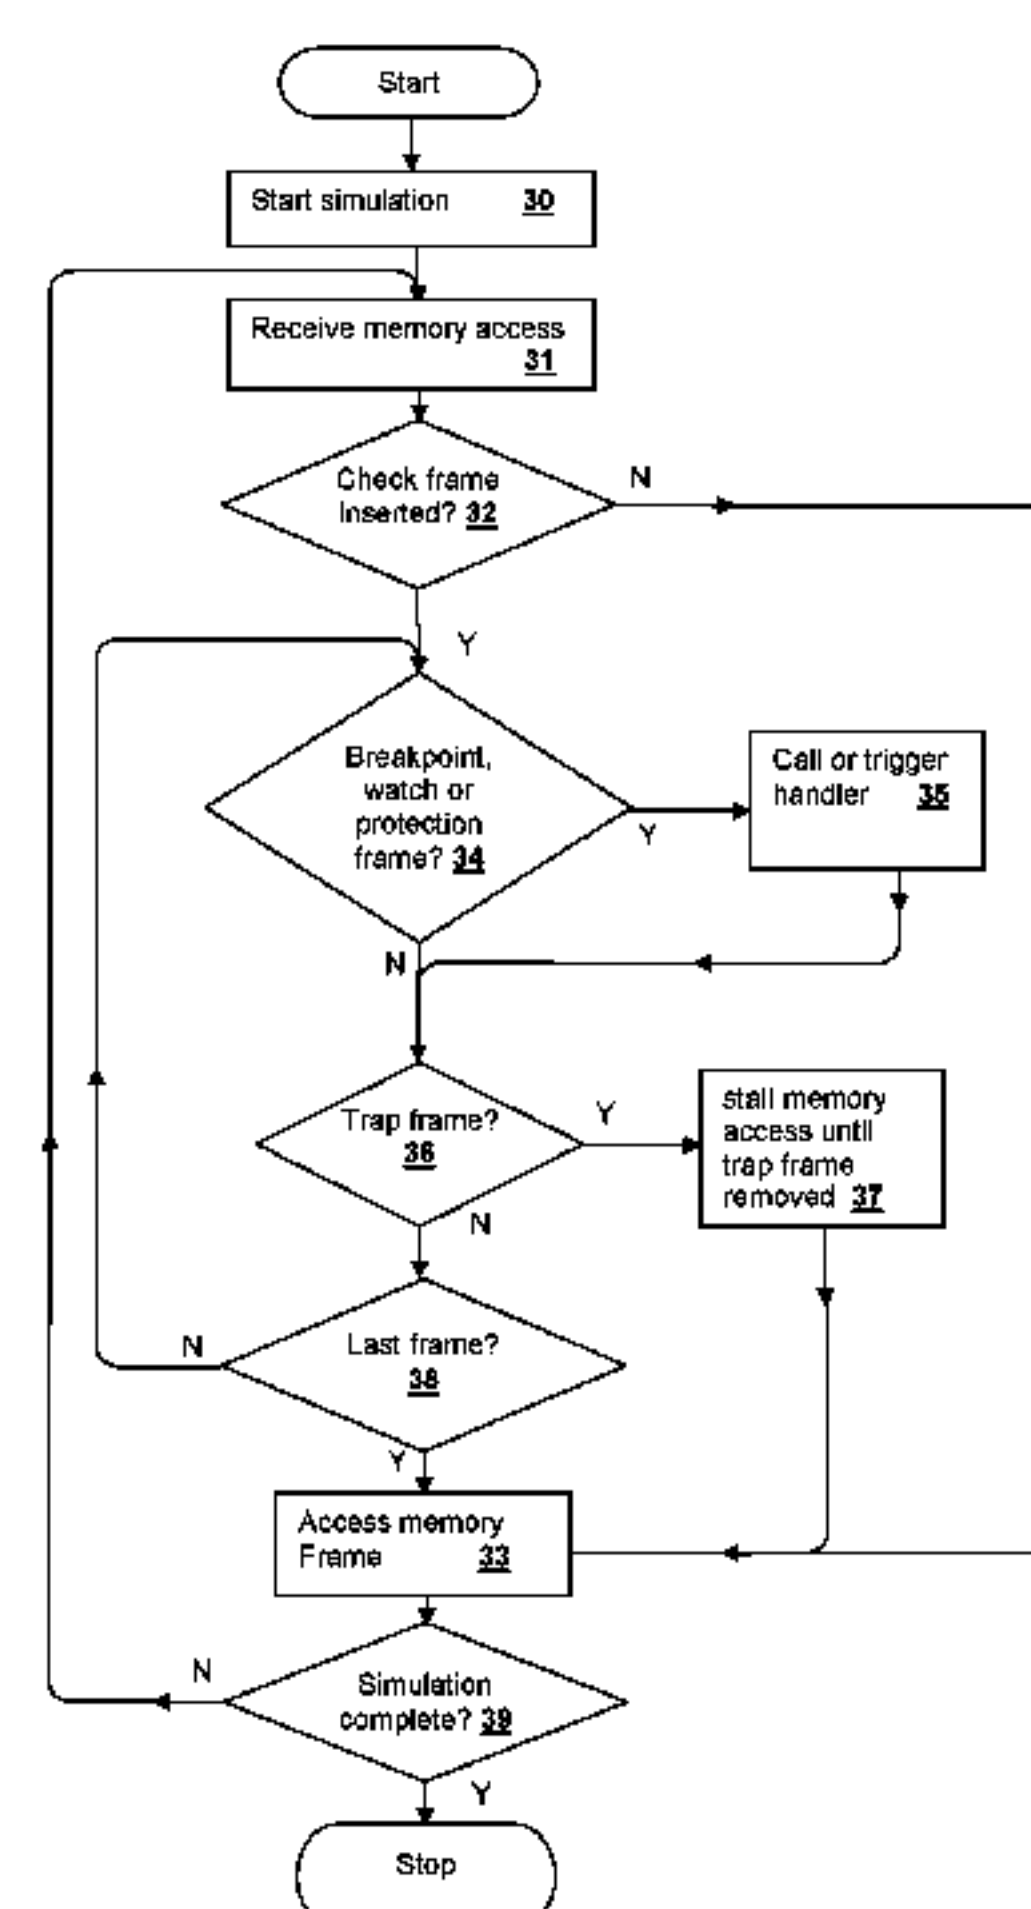 Start
Start simulation 30
Receive memory access
31
Check frame
N
Inserted? 32
Y
Breakpoint,
watch or
protection
frame? 34
Y
Call or trigger
handler 35
N
Trap frame?
36
Y
stall memory
access until
trap frame
removed 37
N
Last frame?
38
N
Y
Access memory
Frame 33
N
Simulation
complete? 39
Y
Stop